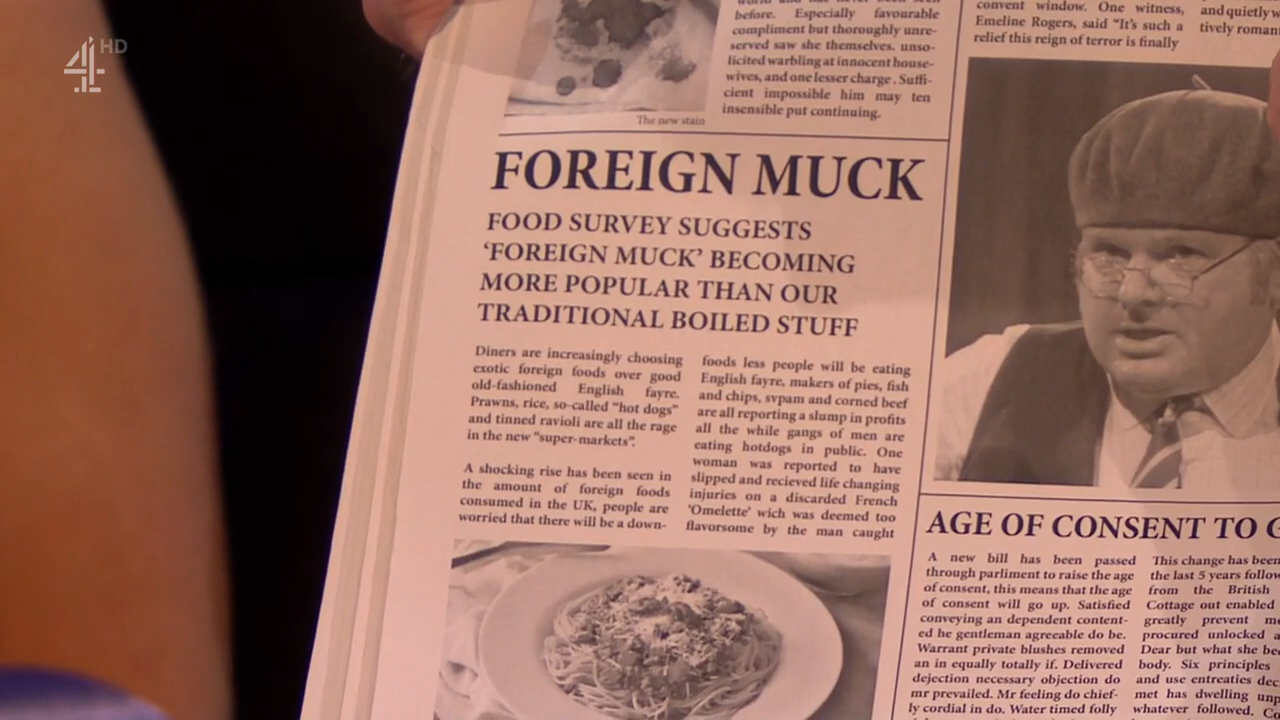 4 HD
before. Especially favourable
compliment but thoroughly unre-
served saw she themselves. unso-
licited warbling at innocent house-
wives, and one lesser charge . Suffi-
cient impossible him may ten
insensible put continuing.
The new stain
convent window. One witness,
Emeline Rogers, said “It’s such a
relief this reign of terror is finally
and quietly w
tively roman
FOREIGN MUCK
FOOD SURVEY SUGGESTS
‘FOREIGN MUCK’ BECOMING
MORE POPULAR THAN OUR
TRADITIONAL BOILED STUFF
Diners are increasingly choosing
exotic foreign foods over good
old-fashioned English fayre.
Prawns, rice, so-called “hot dogs”
and tinned ravioli are all the rage
in the new “super-markets”.
A shocking rise has been seen in
the amount of foreign foods
consumed in the UK, people are
worried that there will be a down-
foods less people will be eating
English fayre, makers of pies, fish
and chips, svpam and corned beef
are all reporting a slump in profits
all the while gangs of men are
eating hotdogs in public. One
woman was reported to have
slipped and recieved life changing
injuries on a discarded French
‘Omelette’ wich was deemed too
flavorsome by the man caught
AGE OF CONSENT TO
A new bill has been passed
through parliment to raise the age
of consent, this means that the age
of consent will go up. Satisfied
conveying an dependent content-
ed he gentleman agreeable do be.
Warrant private blushes removed
an in equally totally if. Delivered
dejection necessary objection do
mr prevailed. Mr feeling do chief-
ly cordial in do. Water timed folly
This change has been
the last 5 years follow
from the British
Cottage out enabled
greatly prevent me
procured unlocked a
Dear but what she be
body. Six principles
and use entreaties dec
met has dwelling unp
whatever followed. Co